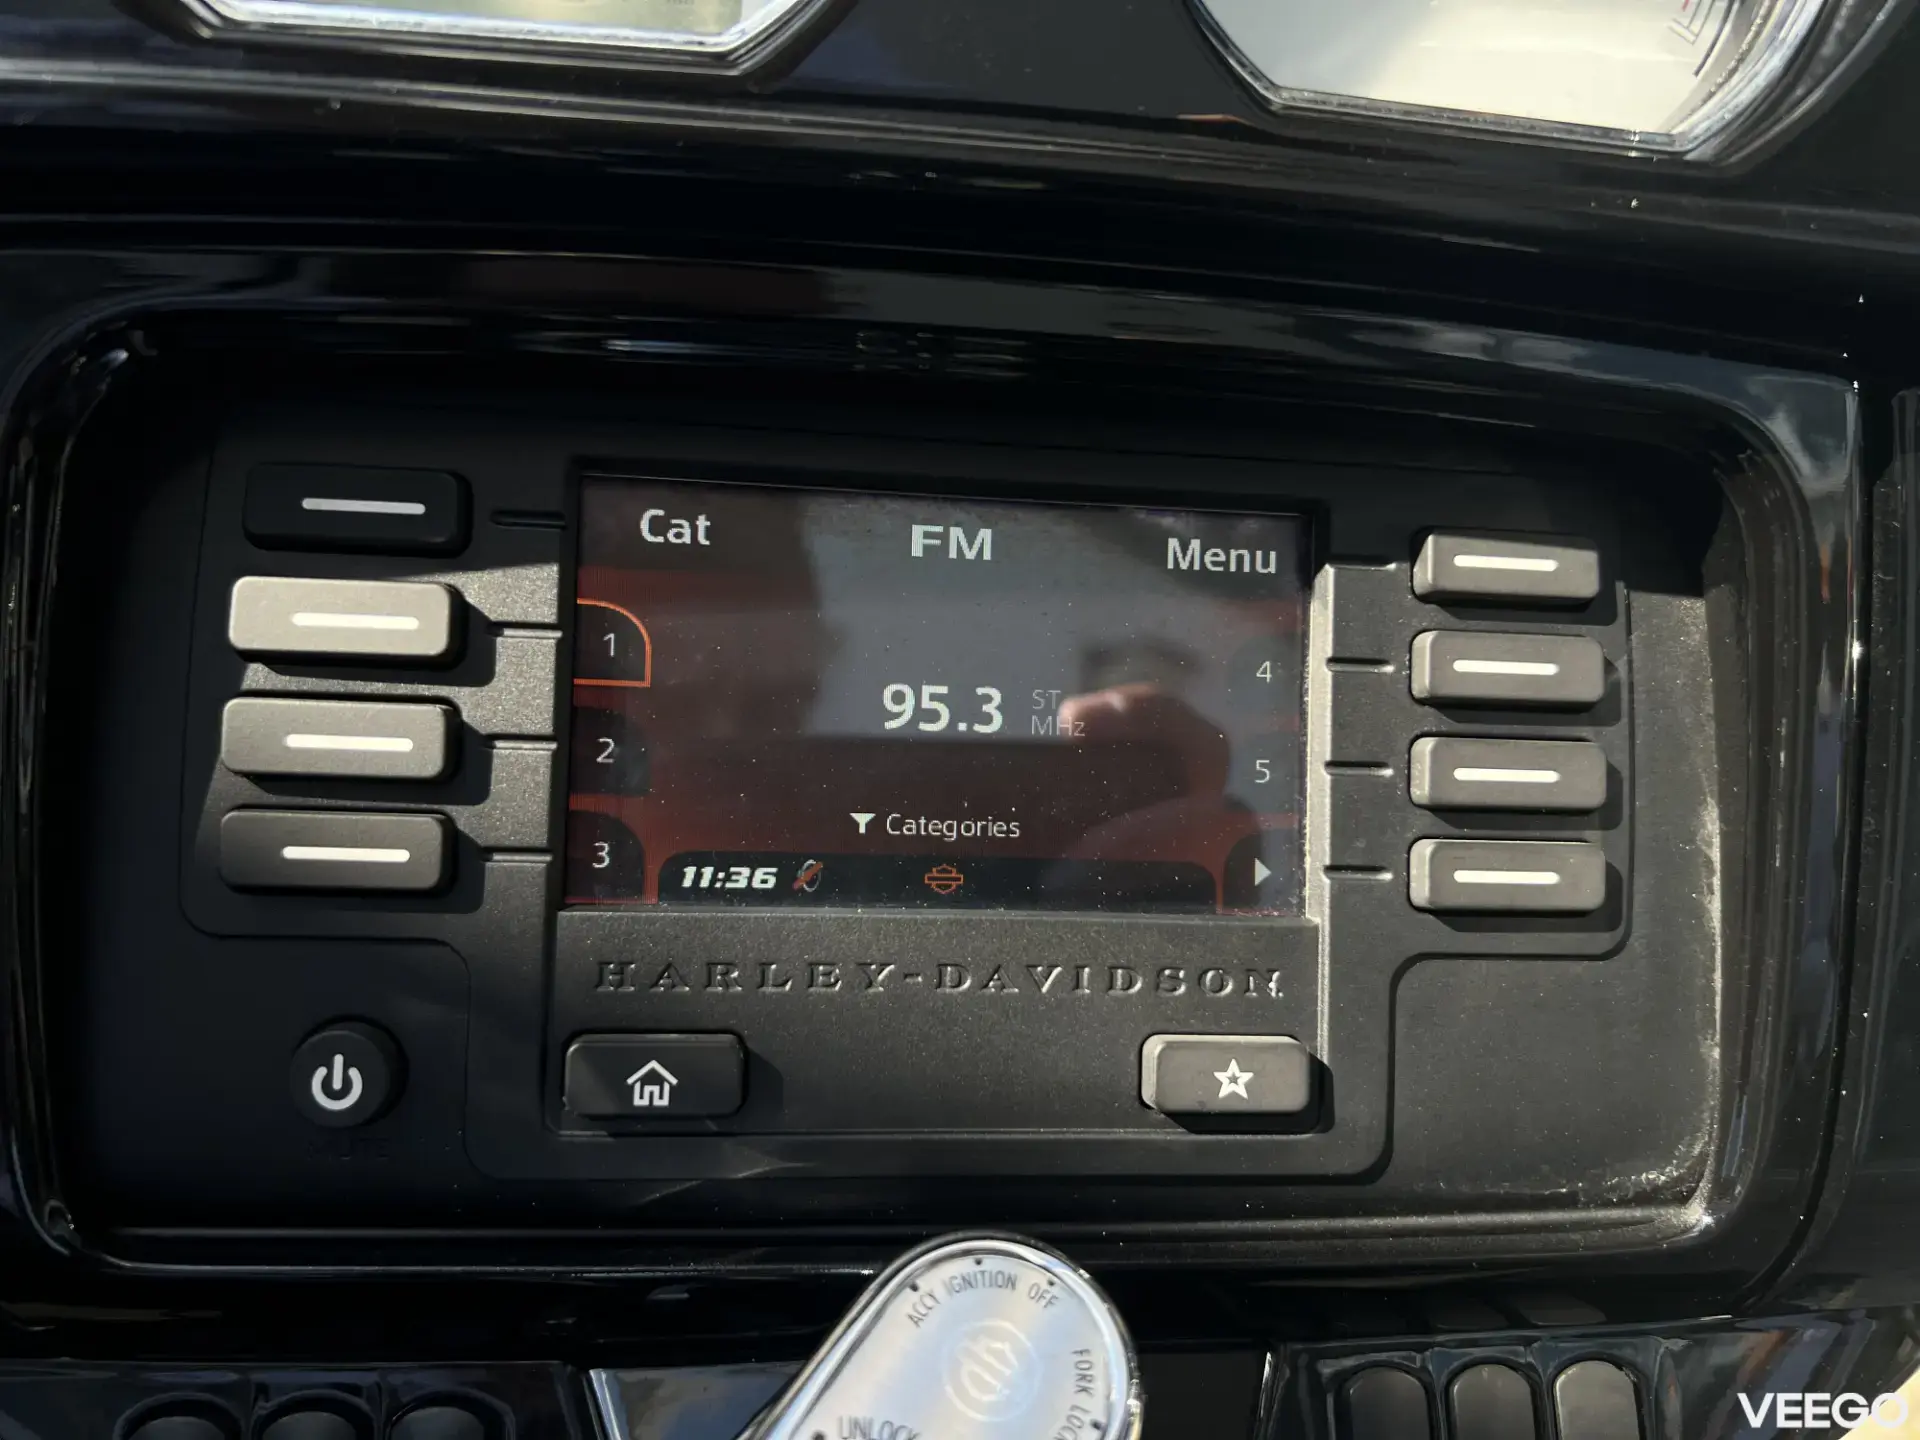 Cat
FM
Menu
1
4
95.3
ST
MHz
2
5
Categories
3
11:36
HARLEY-DAVIDSON
MUTE
ACCY IGNITION OFF
FORK LOCK
UNLOCK
VEEGO